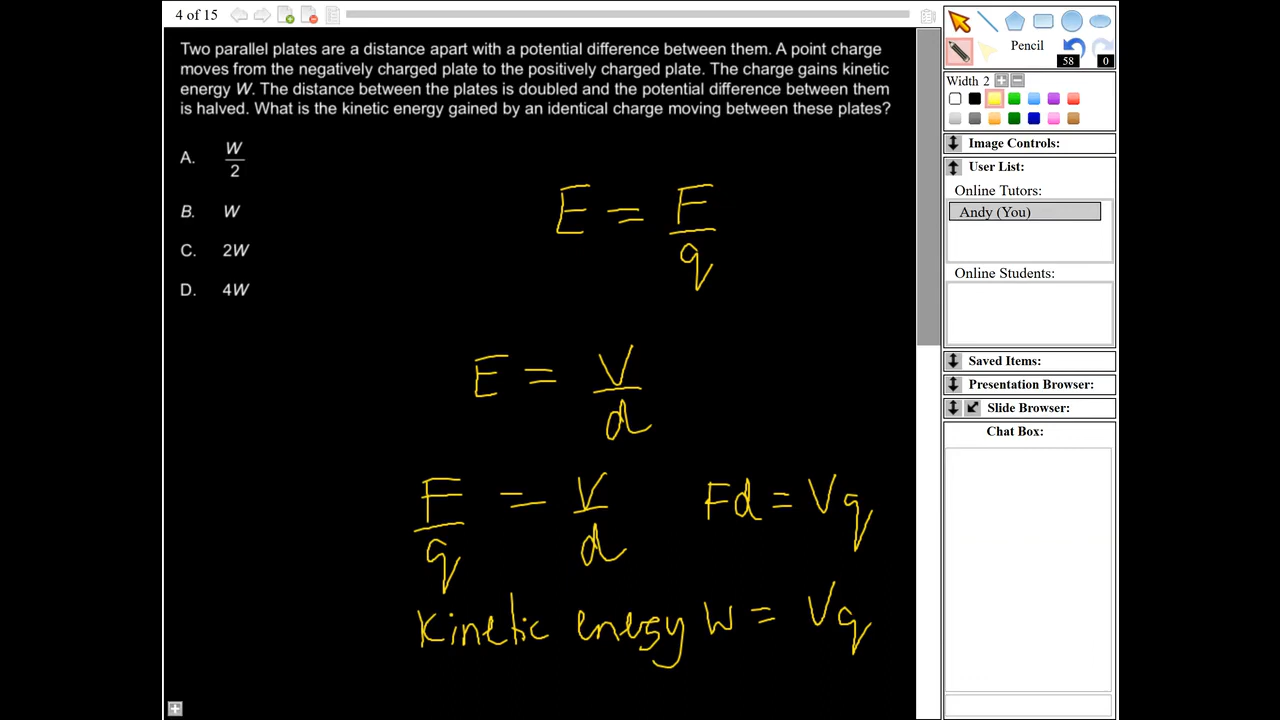 4 of 15
Two parallel plates are a distance apart with a potential difference between them. A point charge
moves from the negatively charged plate to the positively charged plate. The charge gains kinetic
energy W. The distance between the plates is doubled and the potential difference between them
is halved. What is the kinetic energy gained by an identical charge moving between these plates?
A. W/2
B. W
C. 2W
D. 4W
E = F/q
E = V/d
F/q = V/d Fd = Vq
Kinetic energy W = Vq
Pencil
58 0
Width 2
Image Controls:
User List:
Online Tutors:
Andy (You)
Online Students:
Saved Items:
Presentation Browser:
Slide Browser:
Chat Box: